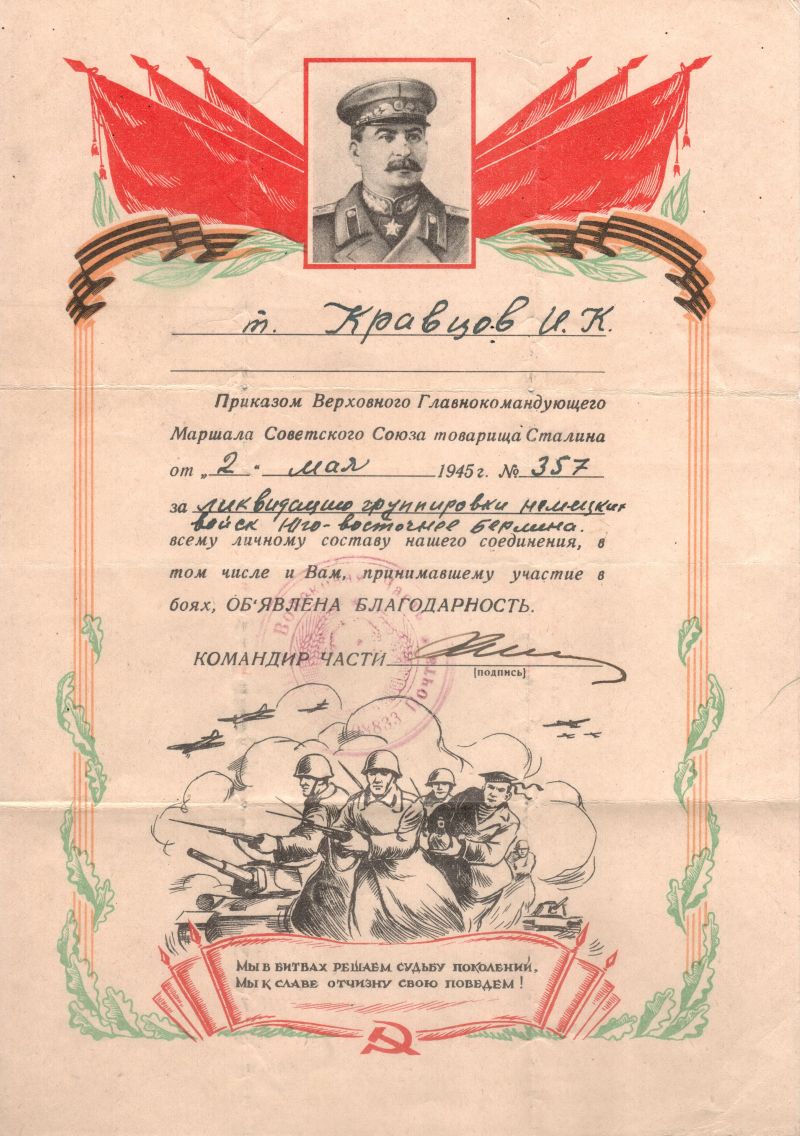 т. Кравцов И. К.
Приказом Верховного Главнокомандующего
Маршала Советского Союза товарища Сталина
от „2" мая 1945 г. № 357
за ликвидацию группировки немецких
войск Юго-восточнее Берлина.
всему личному составу нашего соединения, в
том числе и Вам, принимавшему участие в
боях, ОБ'ЯВЛЕНА БЛАГОДАРНОСТЬ.
КОМАНДИР ЧАСТИ
(подпись)
Почта
МЫ В БИТВАХ РЕШАЕМ СУДЬБУ ПОКОЛЕНИЙ,
МЫ К СЛАВЕ ОТЧИЗНУ СВОЮ ПОВЕДЕМ!